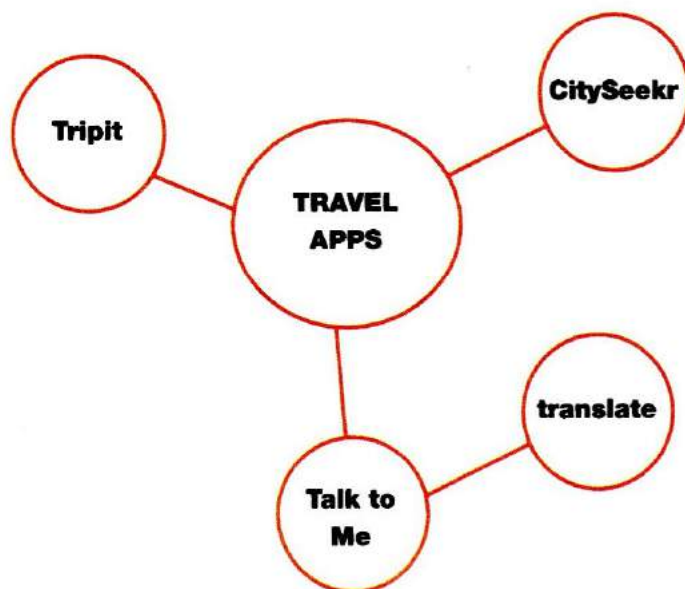 CitySeekr
Tripit
TRAVEL
APPS
translate
Talk to
Me